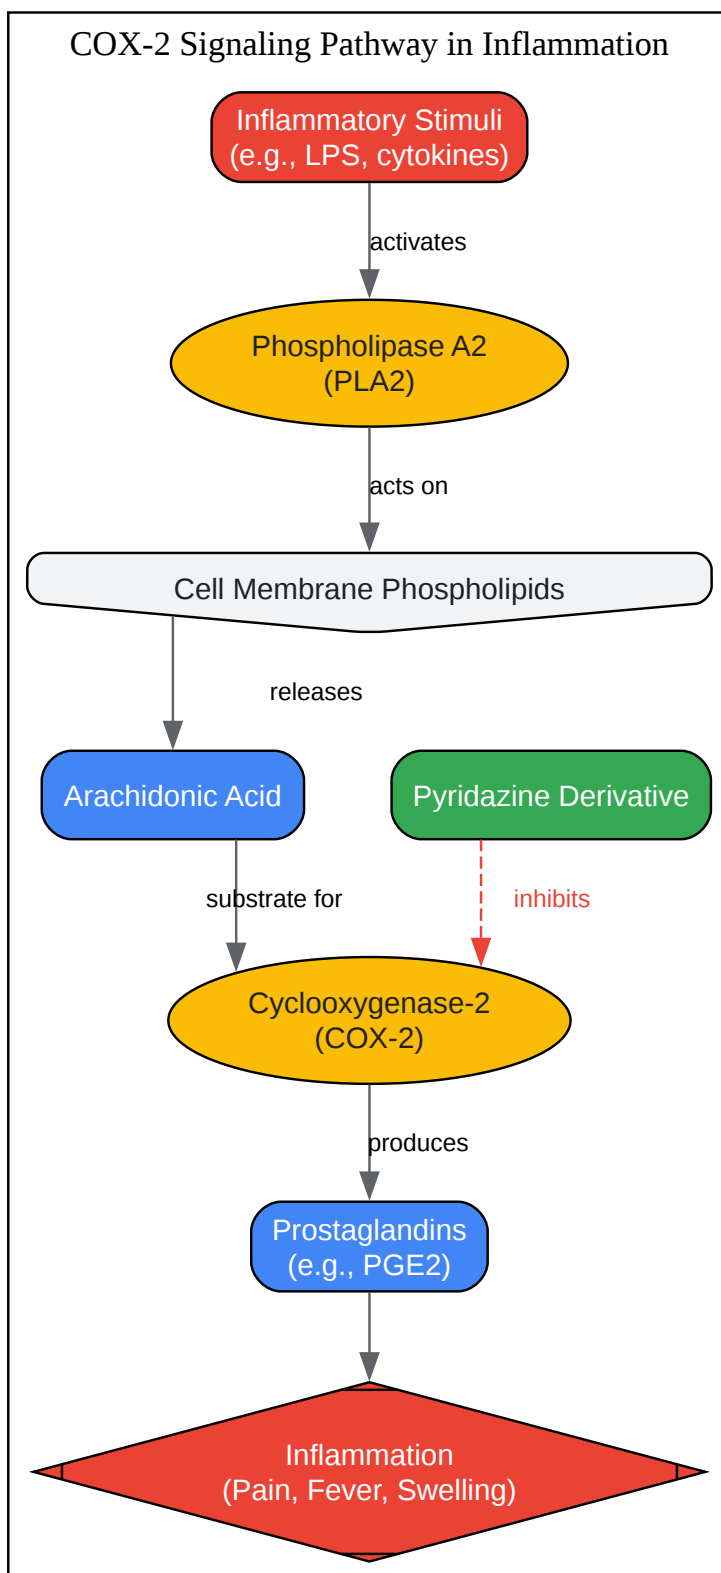 COX-2 Signaling Pathway in Inflammation
Inflammatory Stimuli
(e.g., LPS, cytokines)
activates
Phospholipase A2
(PLA2)
acts on
Cell Membrane Phospholipids
releases
Arachidonic Acid
Pyridazine Derivative
substrate for
inhibits
Cyclooxygenase-2
(COX-2)
produces
Prostaglandins
(e.g., PGE2)
Inflammation
(Pain, Fever, Swelling)